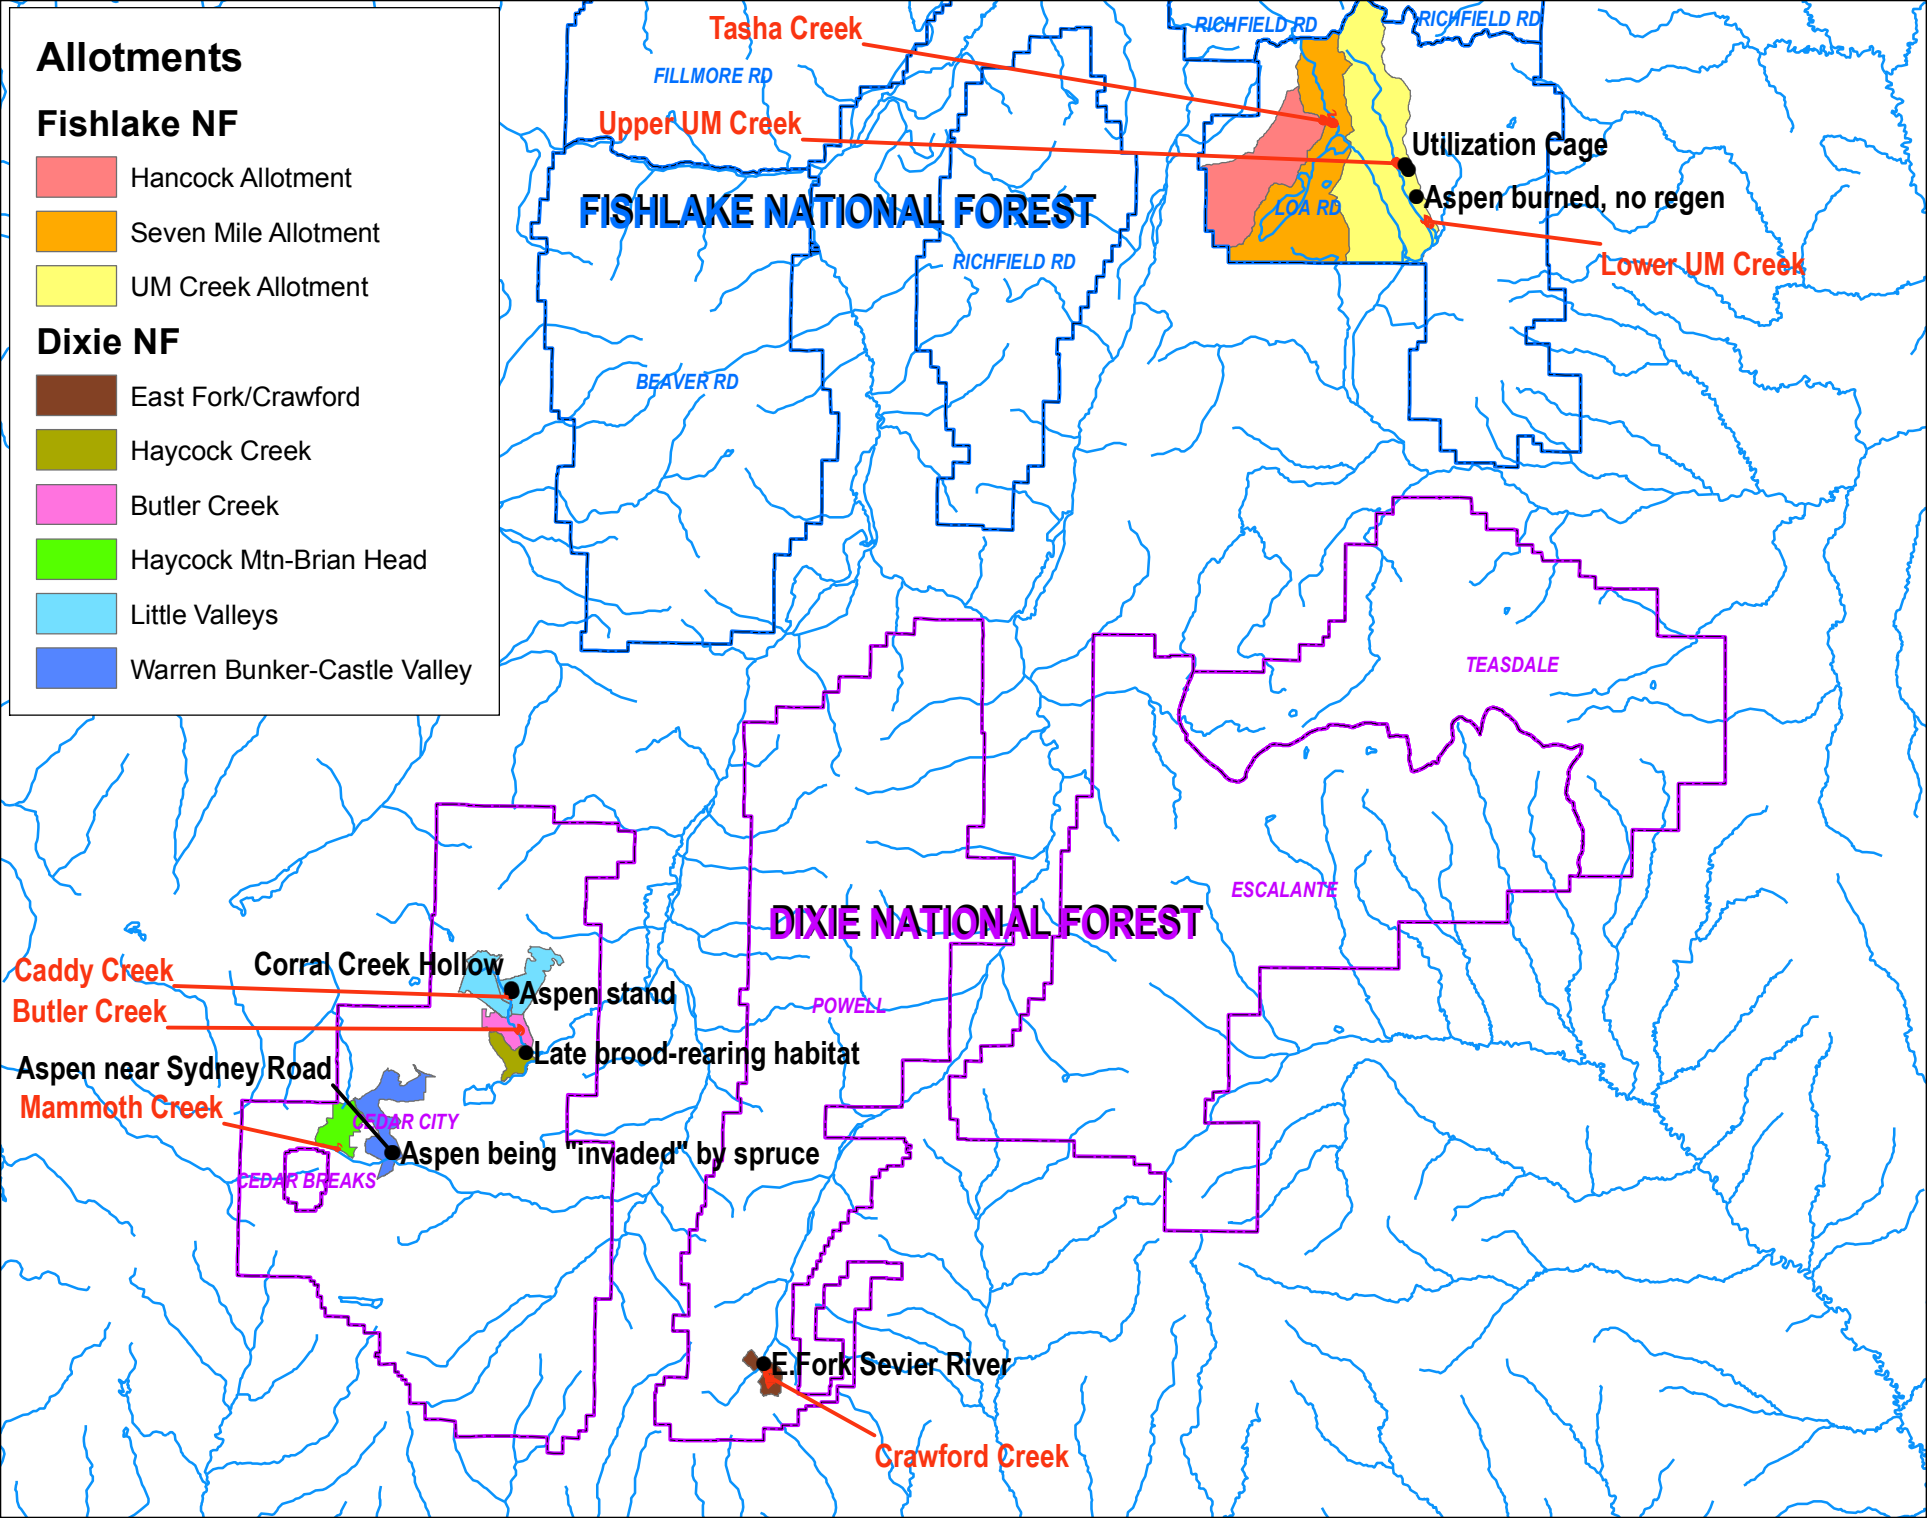 Allotments
Fishlake NF
Hancock Allotment
Seven Mile Allotment
UM Creek Allotment
Dixie NF
East Fork/Crawford
Haycock Creek
Butler Creek
Haycock Mtn-Brian Head
Little Valleys
Warren Bunker-Castle Valley
Tasha Creek
RICHFIELD RD
RICHFIELD RD
FILLMORE RD
Upper UM Creek
Utilization Cage
FISHLAKE NATIONAL FOREST
LOA RD
Aspen burned, no regen
RICHFIELD RD
Lower UM Creek
BEAVER RD
TEASDALE
ESCALANTE
DIXIE NATIONAL FOREST
Corral Creek Hollow
Caddy Creek
Aspen stand
Butler Creek
POWELL
Late brood-rearing habitat
Aspen near Sydney Road
Mammoth Creek
CEDAR CITY
Aspen being "invaded" by spruce
CEDAR BREAKS
E.Fork Sevier River
Crawford Creek